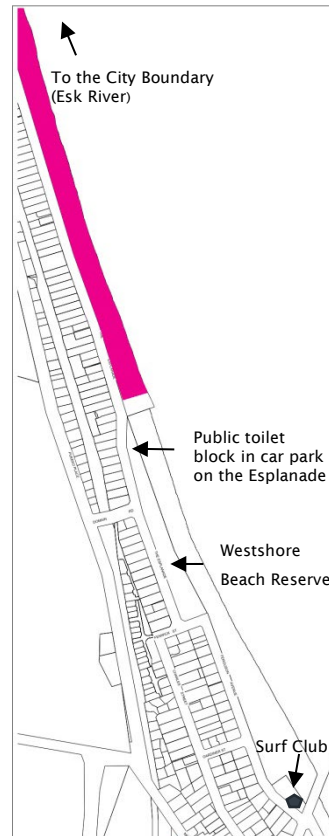 To the City Boundary
(Esk River)
Public toilet
block in car park
on the Esplanade
Westshore
Beach Reserve
Surf Club